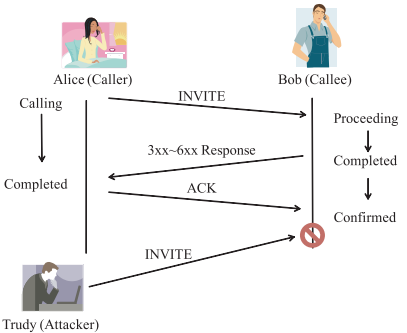 Alice (Caller)
Bob (Callee)
Calling
INVITE
Proceeding
3xx~6xx Response
Completed
Completed
ACK
Confirmed
INVITE
Trudy (Attacker)